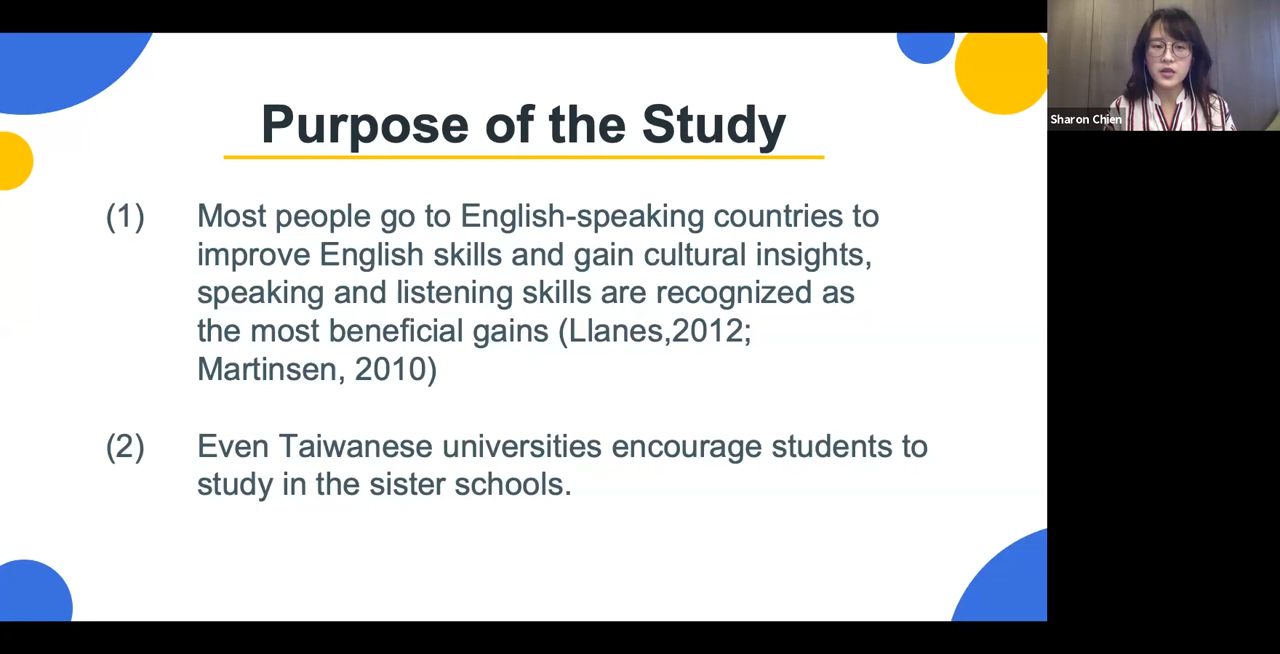 Purpose of the Study
(1) Most people go to English-speaking countries to
improve English skills and gain cultural insights,
speaking and listening skills are recognized as
the most beneficial gains (Llanes,2012;
Martinsen, 2010)
(2) Even Taiwanese universities encourage students to
study in the sister schools.
Sharon Chien